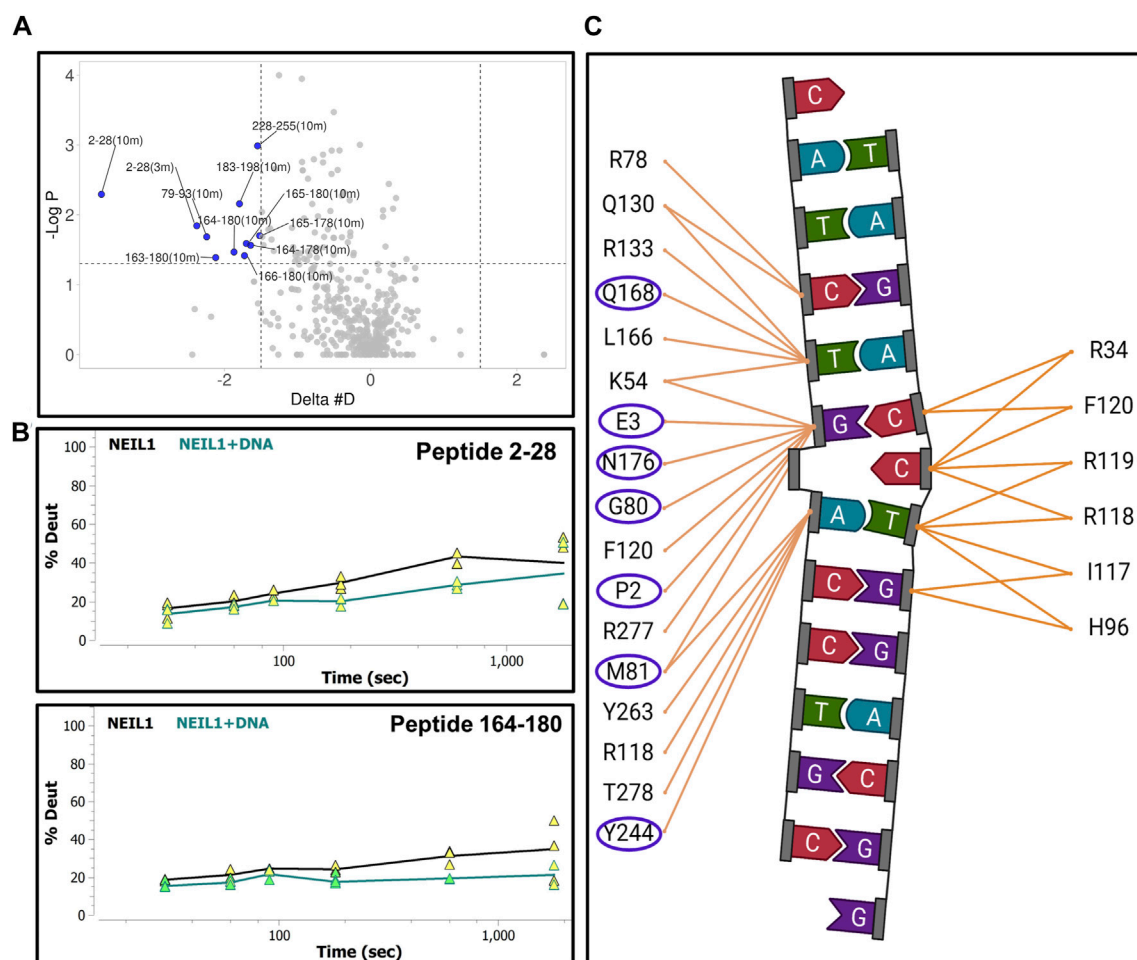 A
4
3
2
1
0
-Log P
-2
0
2
Delta #D
228-255(10m)
2-28(10m)
2-28(3m)
183-198(10m)
79-93(10m)
165-180(10m)
164-180(10m)
165-178(10m)
163-180(10m)
164-178(10m)
166-180(10m)
B
NEIL1 NEIL1+DNA Peptide 2-28
% Deut
100
80
60
40
20
0
100 1,000
Time (sec)
NEIL1 NEIL1+DNA Peptide 164-180
% Deut
100
80
60
40
20
0
100 1,000
Time (sec)
C
R78
Q130
R133
Q168
L166
K54
E3
N176
G80
F120
P2
R277
M81
Y263
R118
T278
Y244
C
A T
T A
C G
T A
G C
C
A T
C G
C G
T A
G C
C G
G
R34
F120
R119
R118
I117
H96